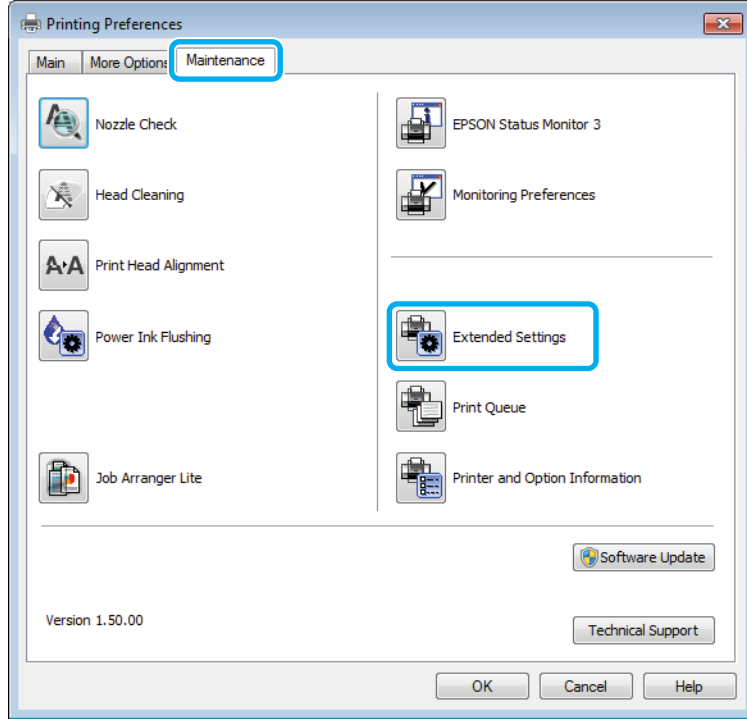 Printing Preferences
Main
More Options
Maintenance
Nozzle Check
Head Cleaning
A·A Print Head Alignment
Power Ink Flushing
Job Arranger Lite
EPSON Status Monitor 3
Monitoring Preferences
Extended Settings
Print Queue
Printer and Option Information
Software Update
Version 1.50.00
Technical Support
OK
Cancel
Help